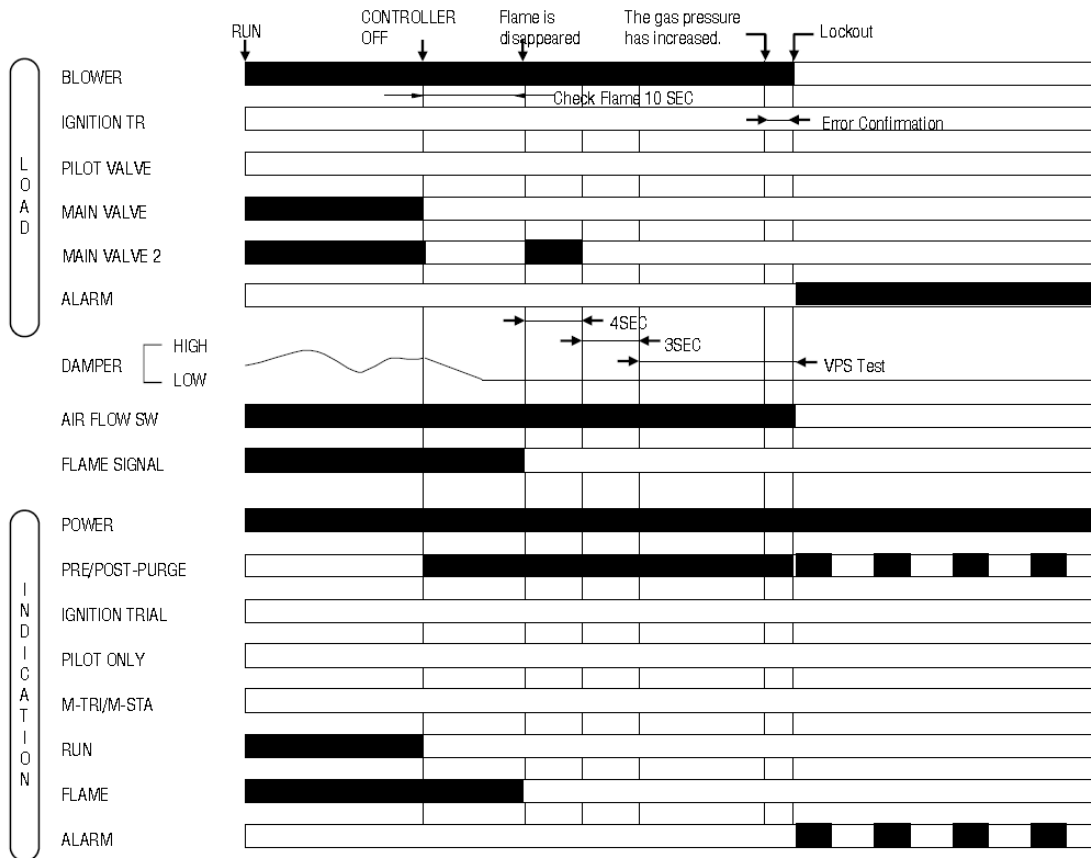 RUN
CONTROLLER
OFF
Flame is
disappeared
The gas pressure
has increased.
Lockout
LOAD
BLOWER
Check Flame 10 SEC
IGNITION TR
Error Confirmation
PILOT VALVE
MAIN VALVE
MAIN VALVE 2
ALARM
4SEC
3SEC
DAMPER
HIGH
LOW
VPS Test
AIR FLOW SW
FLAME SIGNAL
INDICATION
POWER
PRE/POST-PURGE
IGNITION TRIAL
PILOT ONLY
M-TRI/M-STA
RUN
FLAME
ALARM